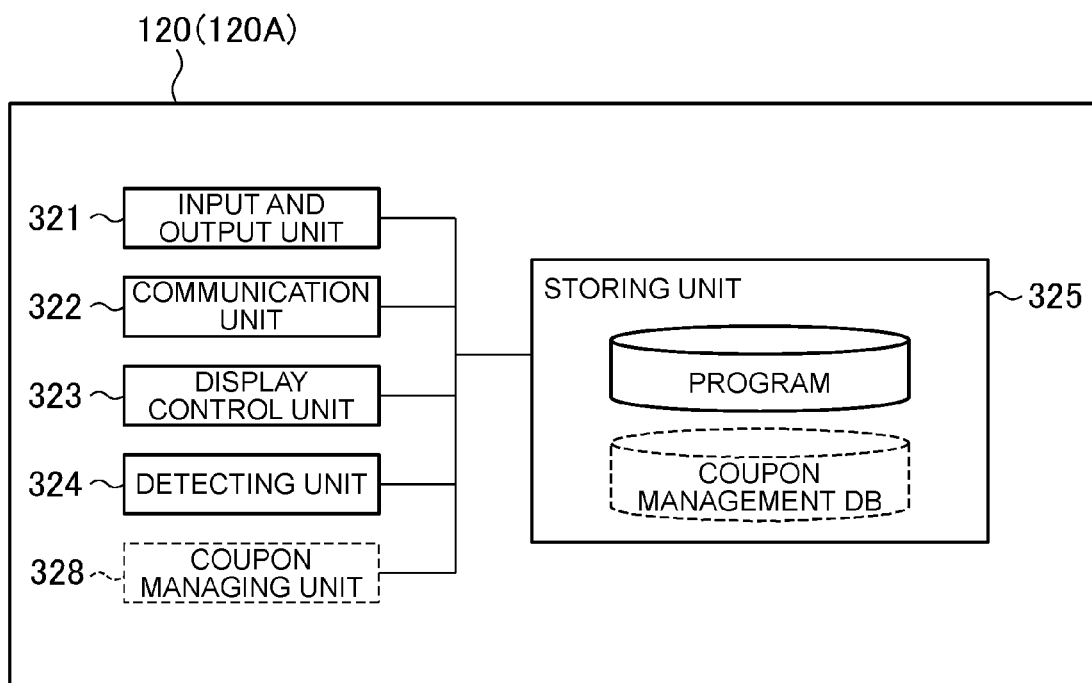 120(120A)
321
INPUT AND
OUTPUT UNIT
322
COMMUNICATION
UNIT
323
DISPLAY
CONTROL UNIT
324
DETECTING UNIT
328
COUPON
MANAGING UNIT
STORING UNIT
325
PROGRAM
COUPON
MANAGEMENT DB